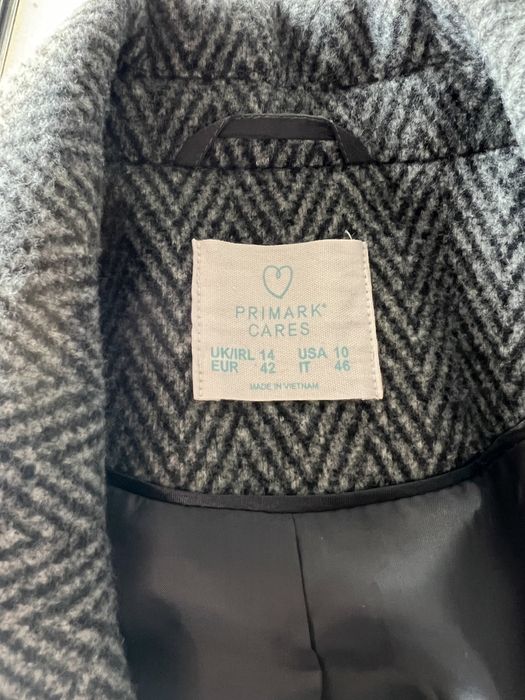 PRIMARK®
CARES
UK/IRL 14 USA 10
EUR 42 IT 46
MADE IN VIETNAM